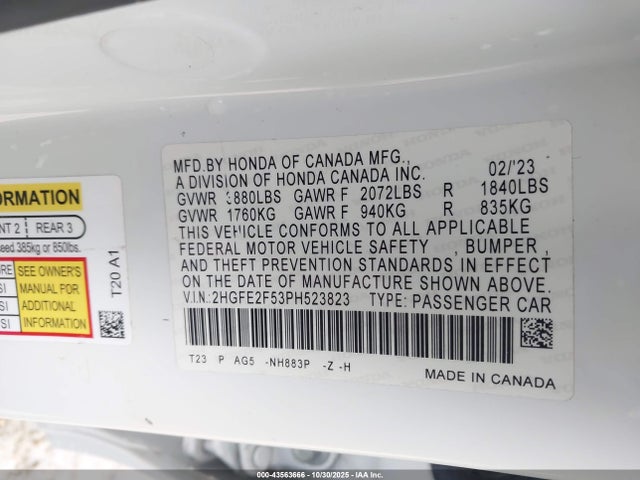 MFD.BY HONDA OF CANADA MFG., 02/'23
A DIVISION OF HONDA CANADA INC.
GVWR 3880LBS GAWR F 2072LBS R 1840LBS
GVWR 1760KG GAWR F 940KG R 835KG
THIS VEHICLE CONFORMS TO ALL APPLICABLE
FEDERAL MOTOR VEHICLE SAFETY , BUMPER ,
AND THEFT PREVENTION STANDARDS IN EFFECT
ON THE DATE OF MANUFACTURE SHOWN ABOVE.
V.I.N: 2HGFE2F53PH523823 TYPE: PASSENGER CAR
T23 P AG5 -NH883P -Z -H
MADE IN CANADA
ORMATION
NT 2 REAR 3
eed 385kg or 850lbs.
RE
SI
SI
SEE OWNER'S
MANUAL FOR
ADDITIONAL
INFORMATION
T20 A1
© COPYRIGHT 000-43563666 • 10/30/2025 • IAA Inc.